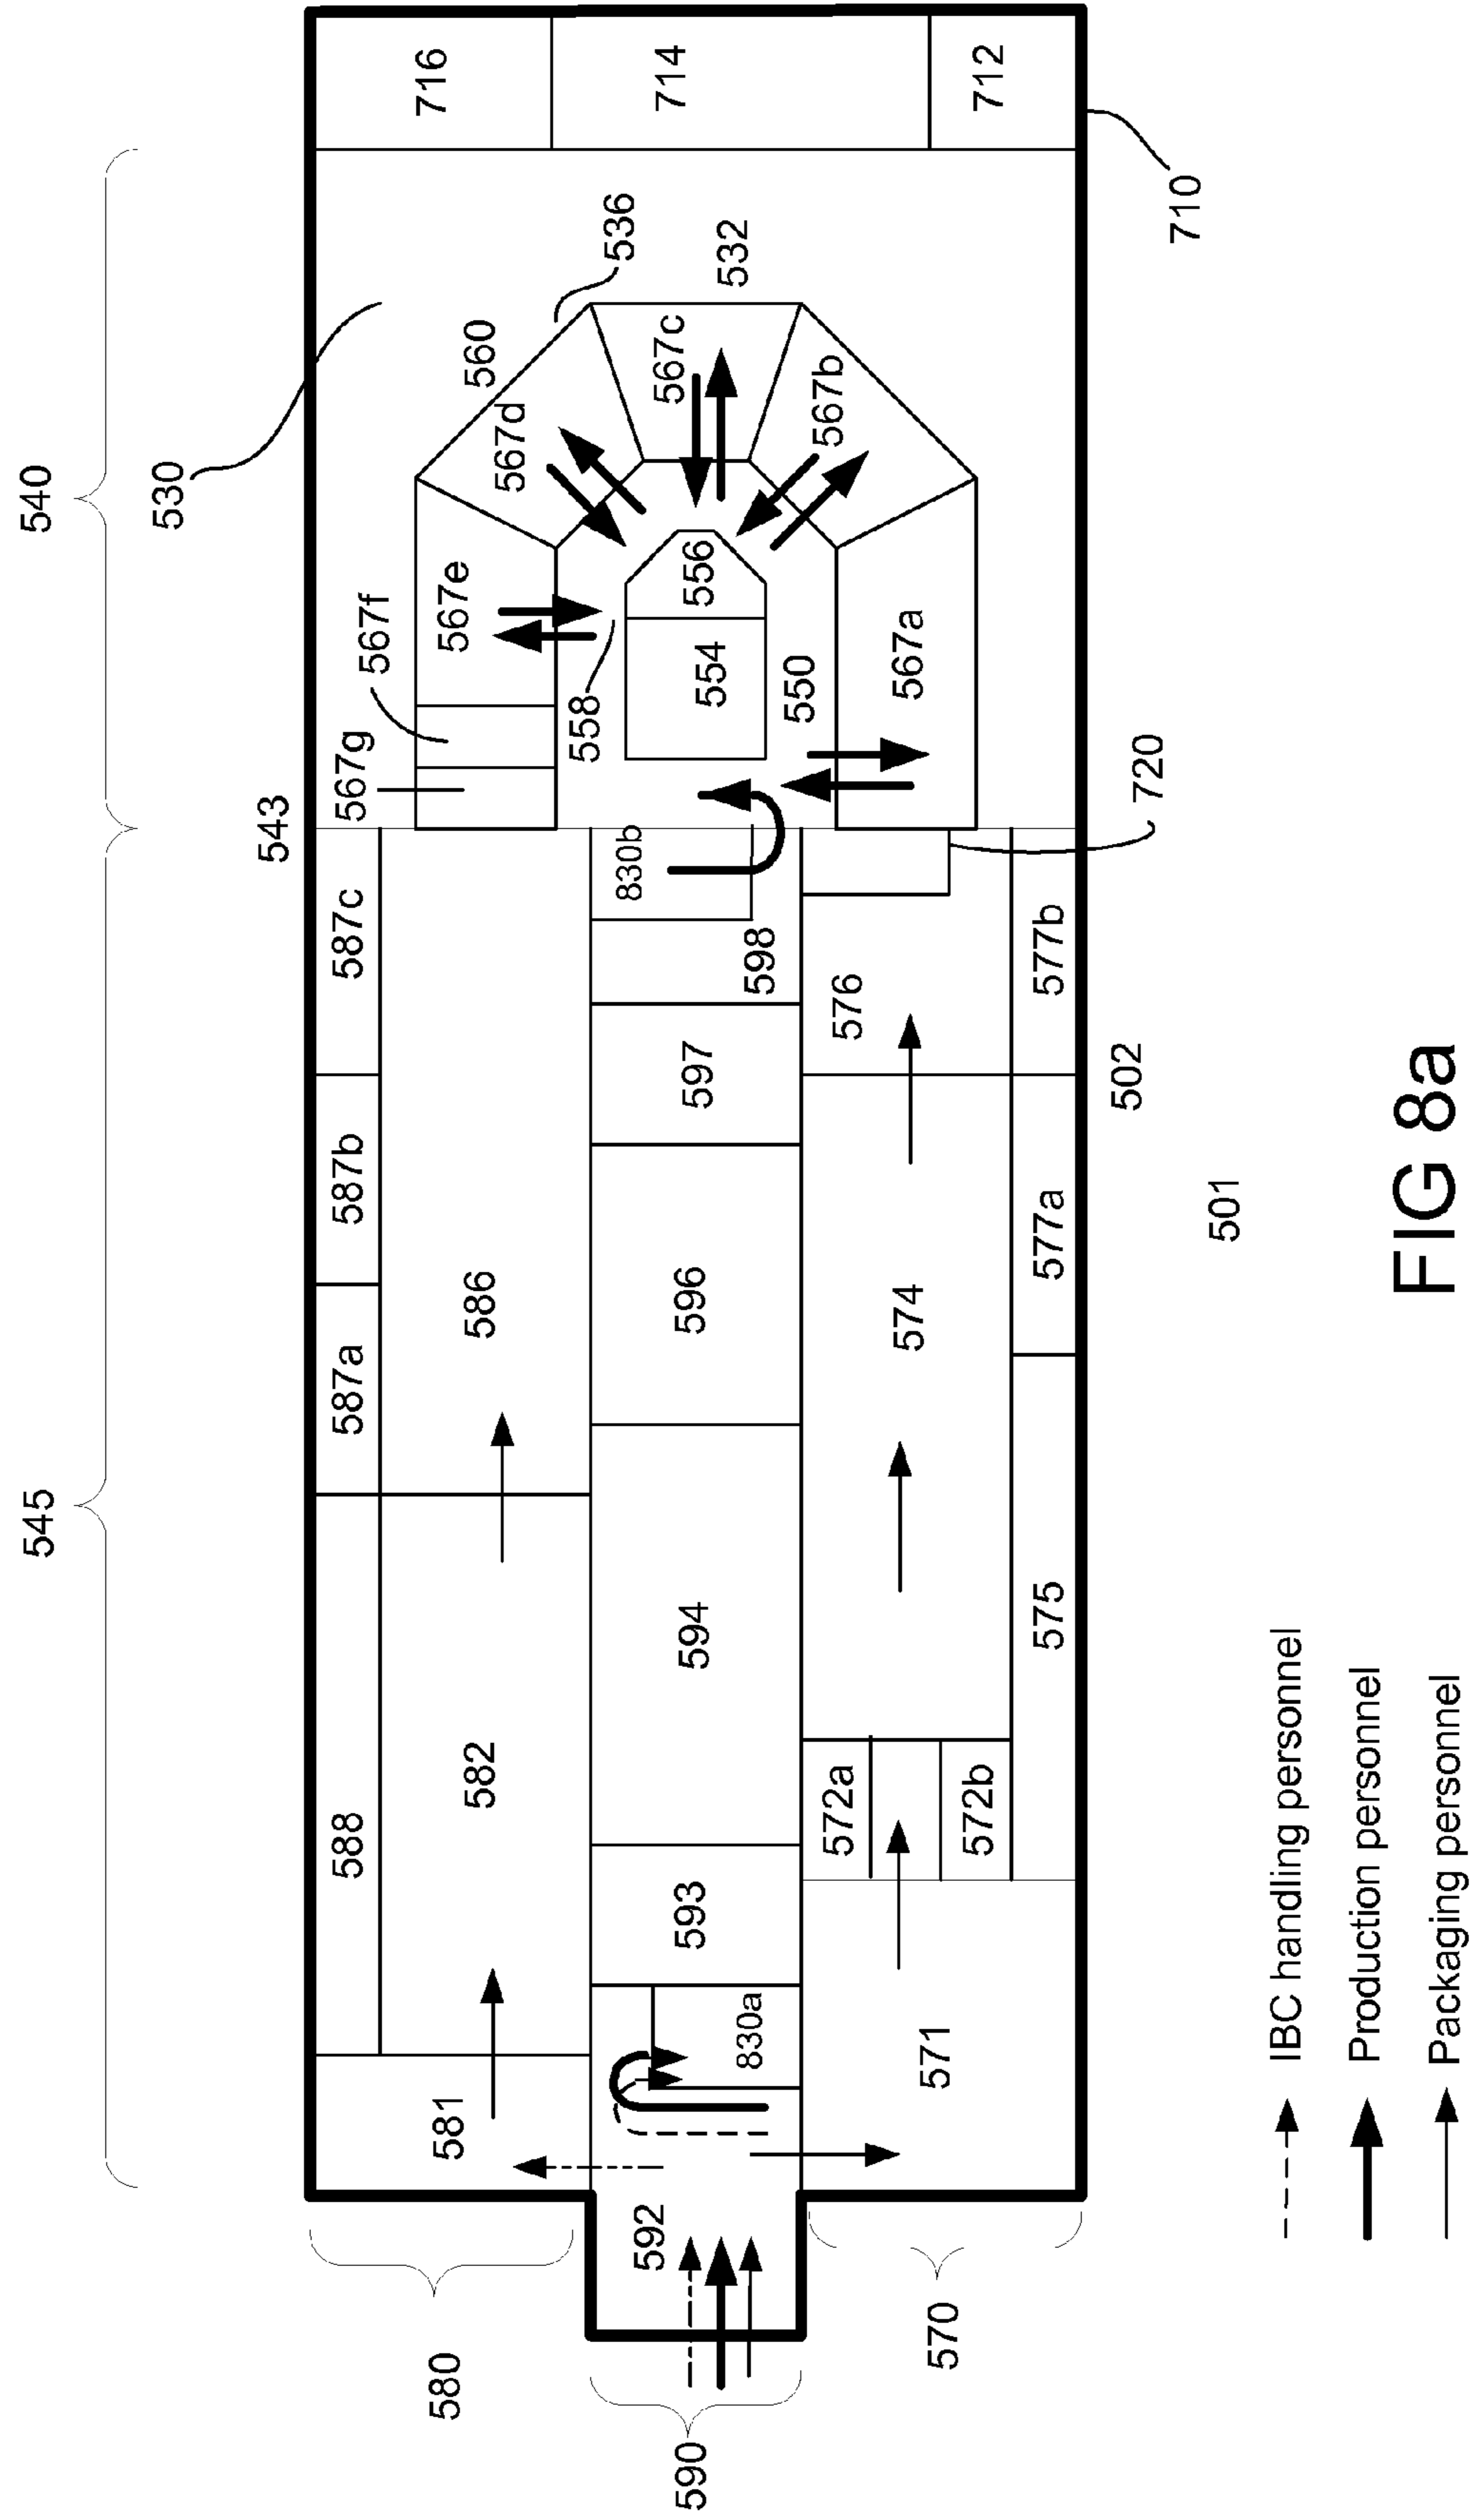 540
545
530
543
716
714
712
710
536
532
560
567c
567d
567b
567e
567f
567g
556
554
558
550
567a
720
830b
587c
587b
587a
598
597
596
594
593
576
577b
577a
574
575
502
501
586
582
588
572a
572b
830a
581
571
592
580
590
570
IBC handling personnel
Production personnel
Packaging personnel
FIG 8a